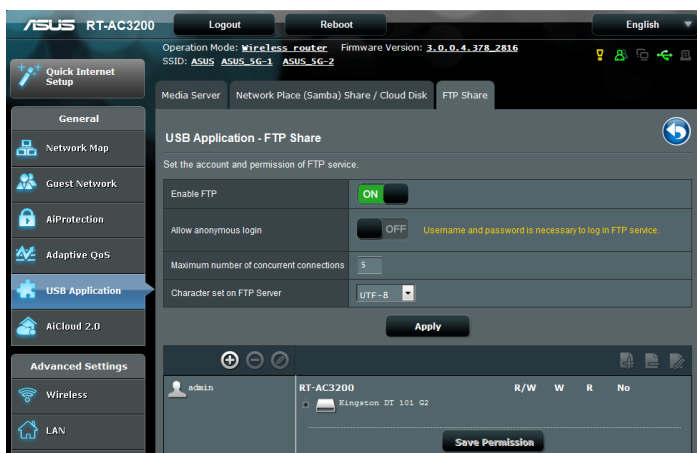 ASUS RT-AC3200 Logout Reboot English
Operation Mode: Wireless router Firmware Version: 3.0.0.4.378_2816
SSID: ASUS ASUS_5G-1 ASUS_5G-2
Quick Internet
Setup
General
Network Map
Guest Network
AiProtection
Adaptive QoS
USB Application
AiCloud 2.0
Advanced Settings
Wireless
LAN
Media Server Network Place (Samba) Share / Cloud Disk FTP Share
USB Application - FTP Share
Set the account and permission of FTP service.
Enable FTP ON
Allow anonymous login OFF Username and password is necessary to log in FTP service.
Maximum number of concurrent connections 5
Character set on FTP Server UTF-8
Apply
admin RT-AC3200 R/W W R No
Kingston DT 101 G2
Save Permission